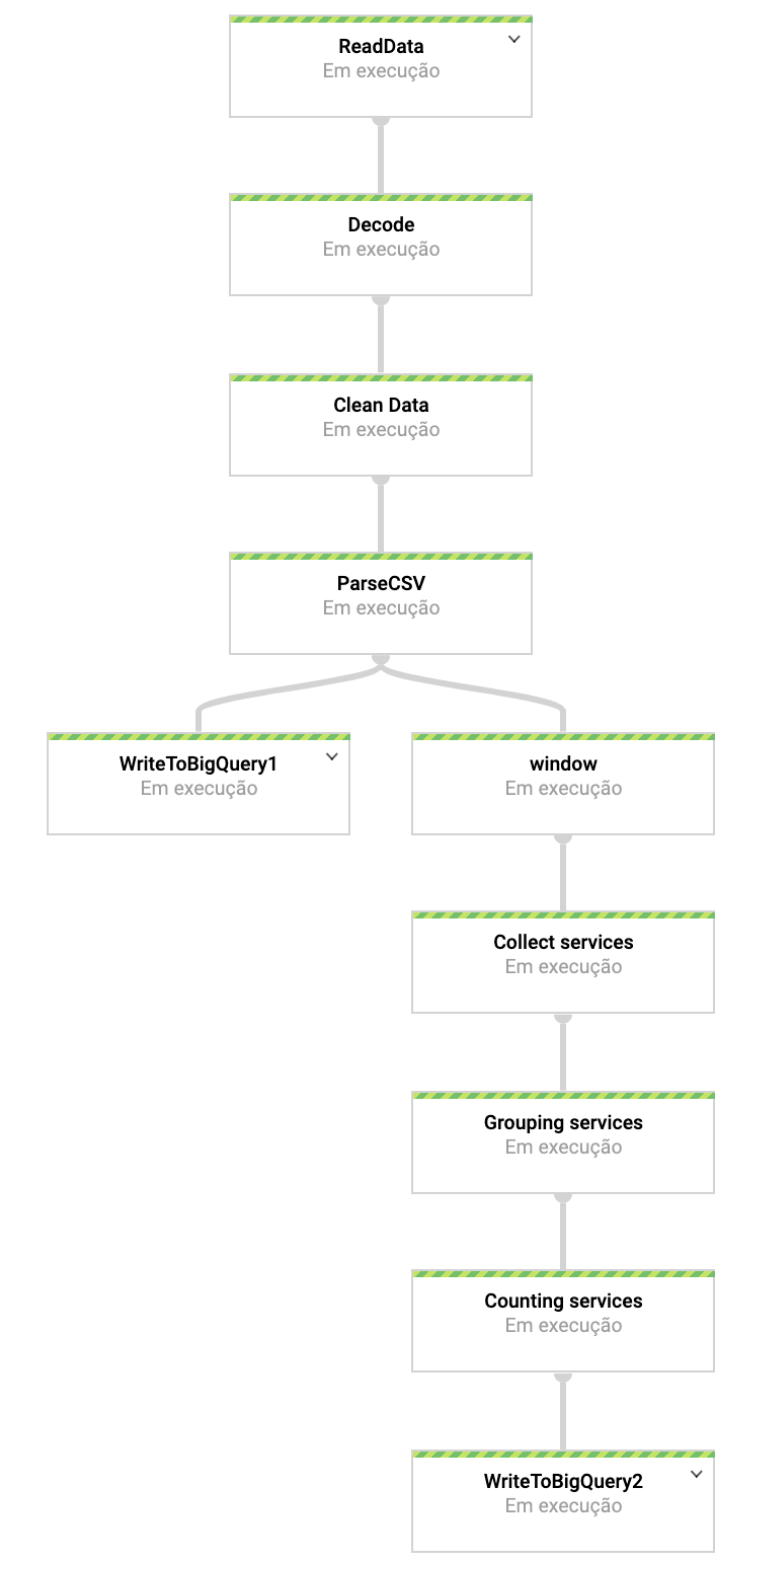 ReadData
Em execução
Decode
Em execução
Clean Data
Em execução
ParseCSV
Em execução
WriteToBigQuery1
Em execução
window
Em execução
Collect services
Em execução
Grouping services
Em execução
Counting services
Em execução
WriteToBigQuery2
Em execução